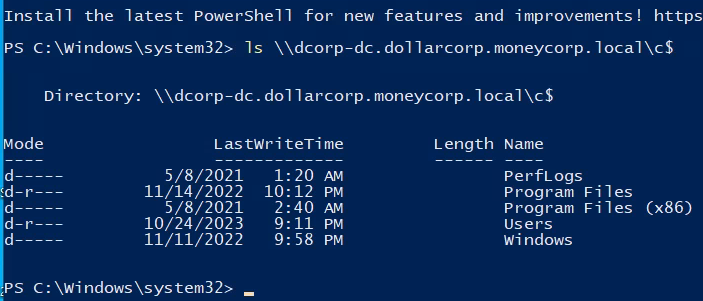 Install the latest PowerShell for new features and improvements! https
PS C:\Windows\system32> ls \\dcorp-dc.dollarcorp.moneycorp.local\c$
Directory: \\dcorp-dc.dollarcorp.moneycorp.local\c$
Mode LastWriteTime Length Name
---- ------------- ------ ----
d----- 5/8/2021 1:20 AM PerfLogs
d-r--- 11/14/2022 10:12 PM Program Files
d----- 5/8/2021 2:40 AM Program Files (x86)
d-r--- 10/24/2023 9:11 PM Users
d----- 11/11/2022 9:58 PM Windows
PS C:\Windows\system32>